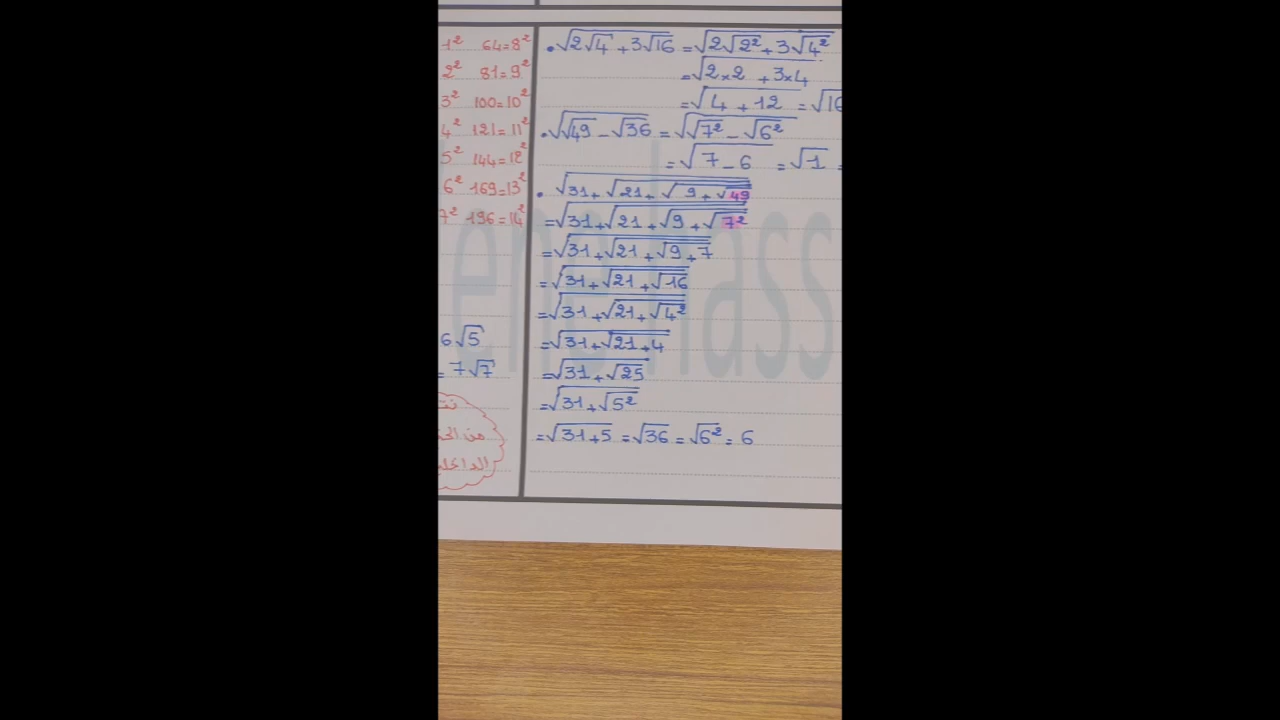 1² 64=8²
2² 81=9²
3² 100=10²
4² 121=11²
5² 144=12²
6² 169=13²
7² 196=14²
6√5
= 7√7
من
الداخل
• √(2√4 + 3√16) = √(2√2² + 3√4²)
= √(2×2 + 3×4)
= √(4 + 12) = √16
• √(√49 - √36) = √(√7² - √6²)
= √(7 - 6) = √1 =
• √(31 + √(21 + √(9 + √49)))
= √(31 + √(21 + √(9 + √7²)))
= √(31 + √(21 + √(9 + 7)))
= √(31 + √(21 + √16))
= √(31 + √(21 + √4²))
= √(31 + √(21 + 4))
= √(31 + √25)
= √(31 + √5²)
= √(31 + 5) = √36 = √6² = 6